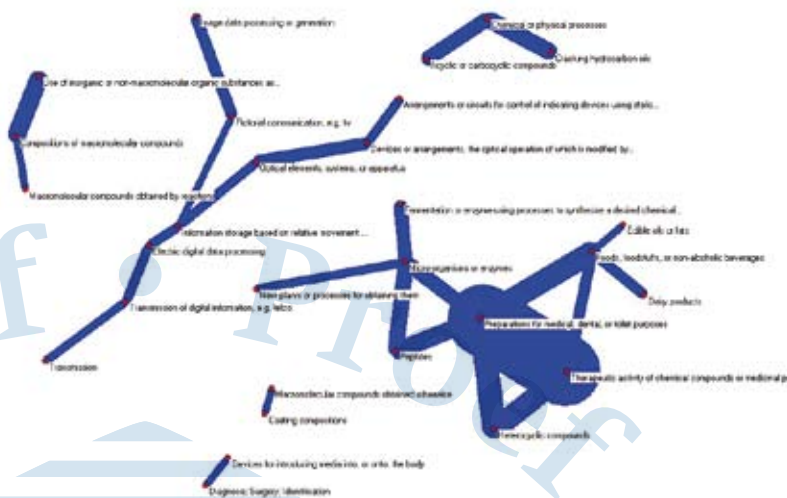 Image data processing or generation
Chemical or physical processes
Cracking hydrocarbon oils
Acyclic or carbocyclic compounds
Use of inorganic or non-macromolecular organic substances as...
Arrangements or circuits for control of indicating devices using static...
Pictorial communication, e.g. tv
Compositions of macromolecular compounds
Devices or arrangements, the optical operation of which is modified by...
Optical elements, systems, or apparatus
Macromolecular compounds obtained by reactions
Fermentation or enzyme-using processes to synthesize a desired chemical...
Edible oils or fats
Information storage based on relative movement ...
Electric digital data processing
Foods, foodstuffs, or non-alcoholic beverages
Microorganisms or enzymes
New plants or processes for obtaining them
Dairy products
Transmission of digital information, e.g.
Preparations for medical, dental, or toilet purposes
Peptides
Transmission
Therapeutic activity of chemical compounds or medicinal p
Macromolecular compounds obtained otherwise
Coating compositions
Heterocyclic compounds
Devices for introducing media into, or onto, the body
Diagnosis; Surgery; Identification
f • Proef